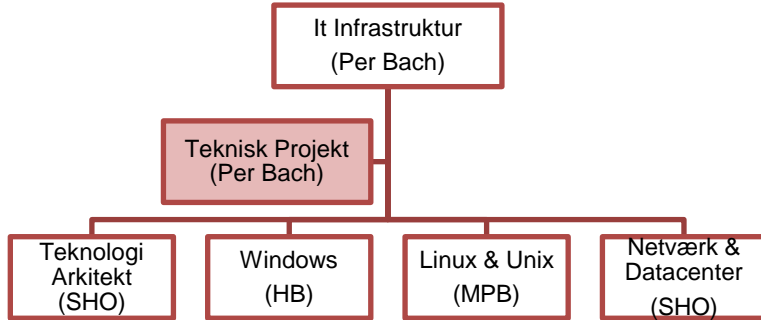 It Infrastruktur
(Per Bach)
Teknisk Projekt
(Per Bach)
Teknologi
Arkitekt
(SHO)
Windows
(HB)
Linux & Unix
(MPB)
Netværk &
Datacenter
(SHO)